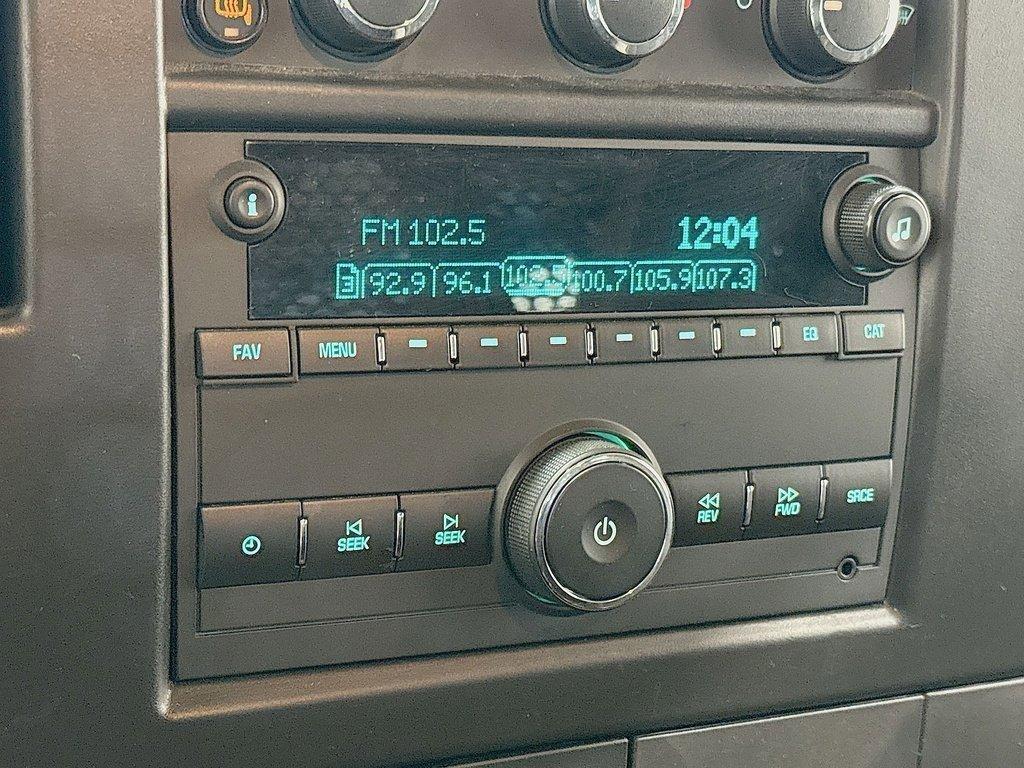 FM 102.5 12:04
3 92.9 96.1 102.5 100.7 105.9 107.3
FAV MENU EQ CAT
SEEK SEEK REV FWD SRCE